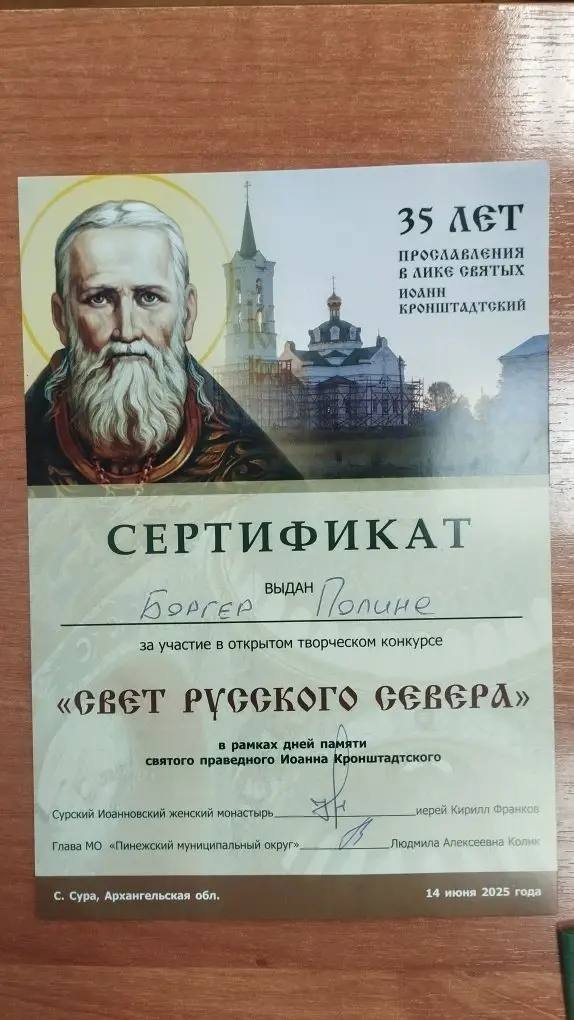 35 ЛЕТ
ПРОСЛАВЛЕНИЯ
В ЛИКЕ СВЯТЫХ
ИОАНН
КРОНШТАДТСКИЙ
СЕРТИФИКАТ
ВЫДАН
Боргер Полине
за участие в открытом творческом конкурсе
«СВЕТ РУССКОГО СЕВЕРА»
в рамках дней памяти
святого праведного Иоанна Кронштадтского
Сурский Иоанновский женский монастырь иерей Кирилл Франков
Глава МО «Пинежский муниципальный округ» Людмила Алексеевна Колик
С. Сура, Архангельская обл. 14 июня 2025 года